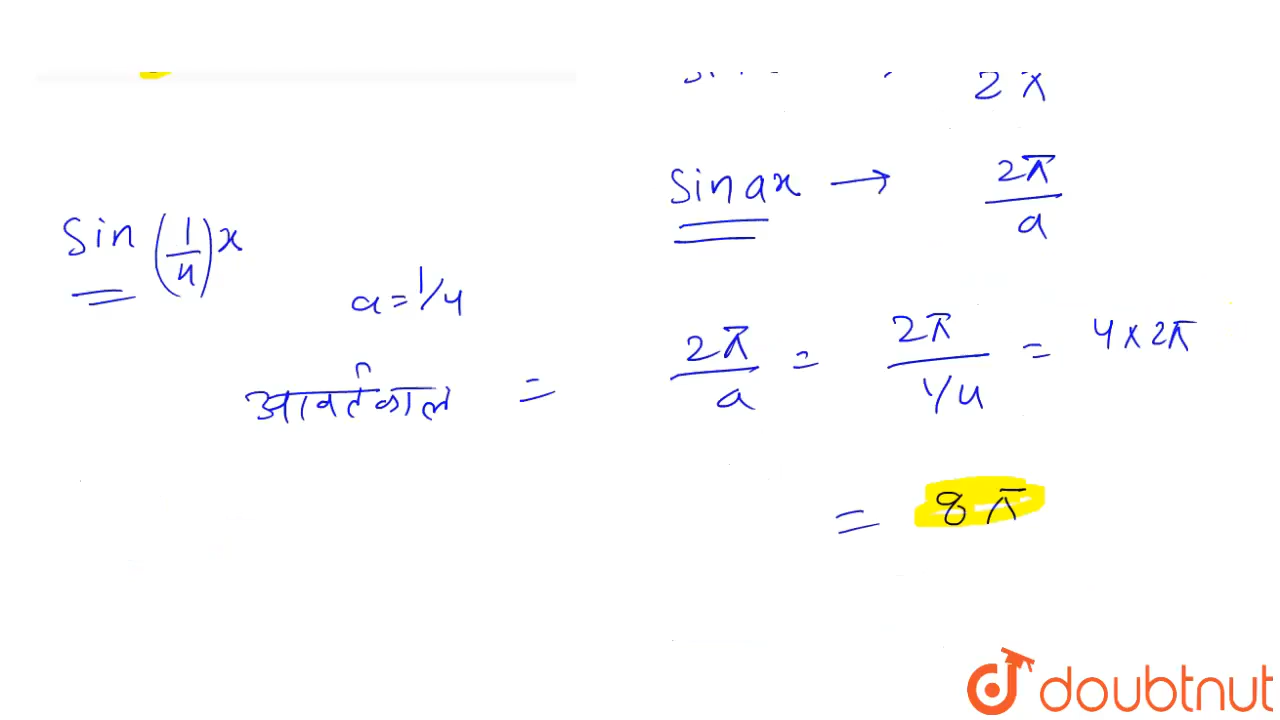 2π
sin ax → 2π/a
sin (1/4) x
a = 1/4
आवर्तकाल = 2π/a = 2π/1/4 = 4 × 2π
= 8π
doubtnut